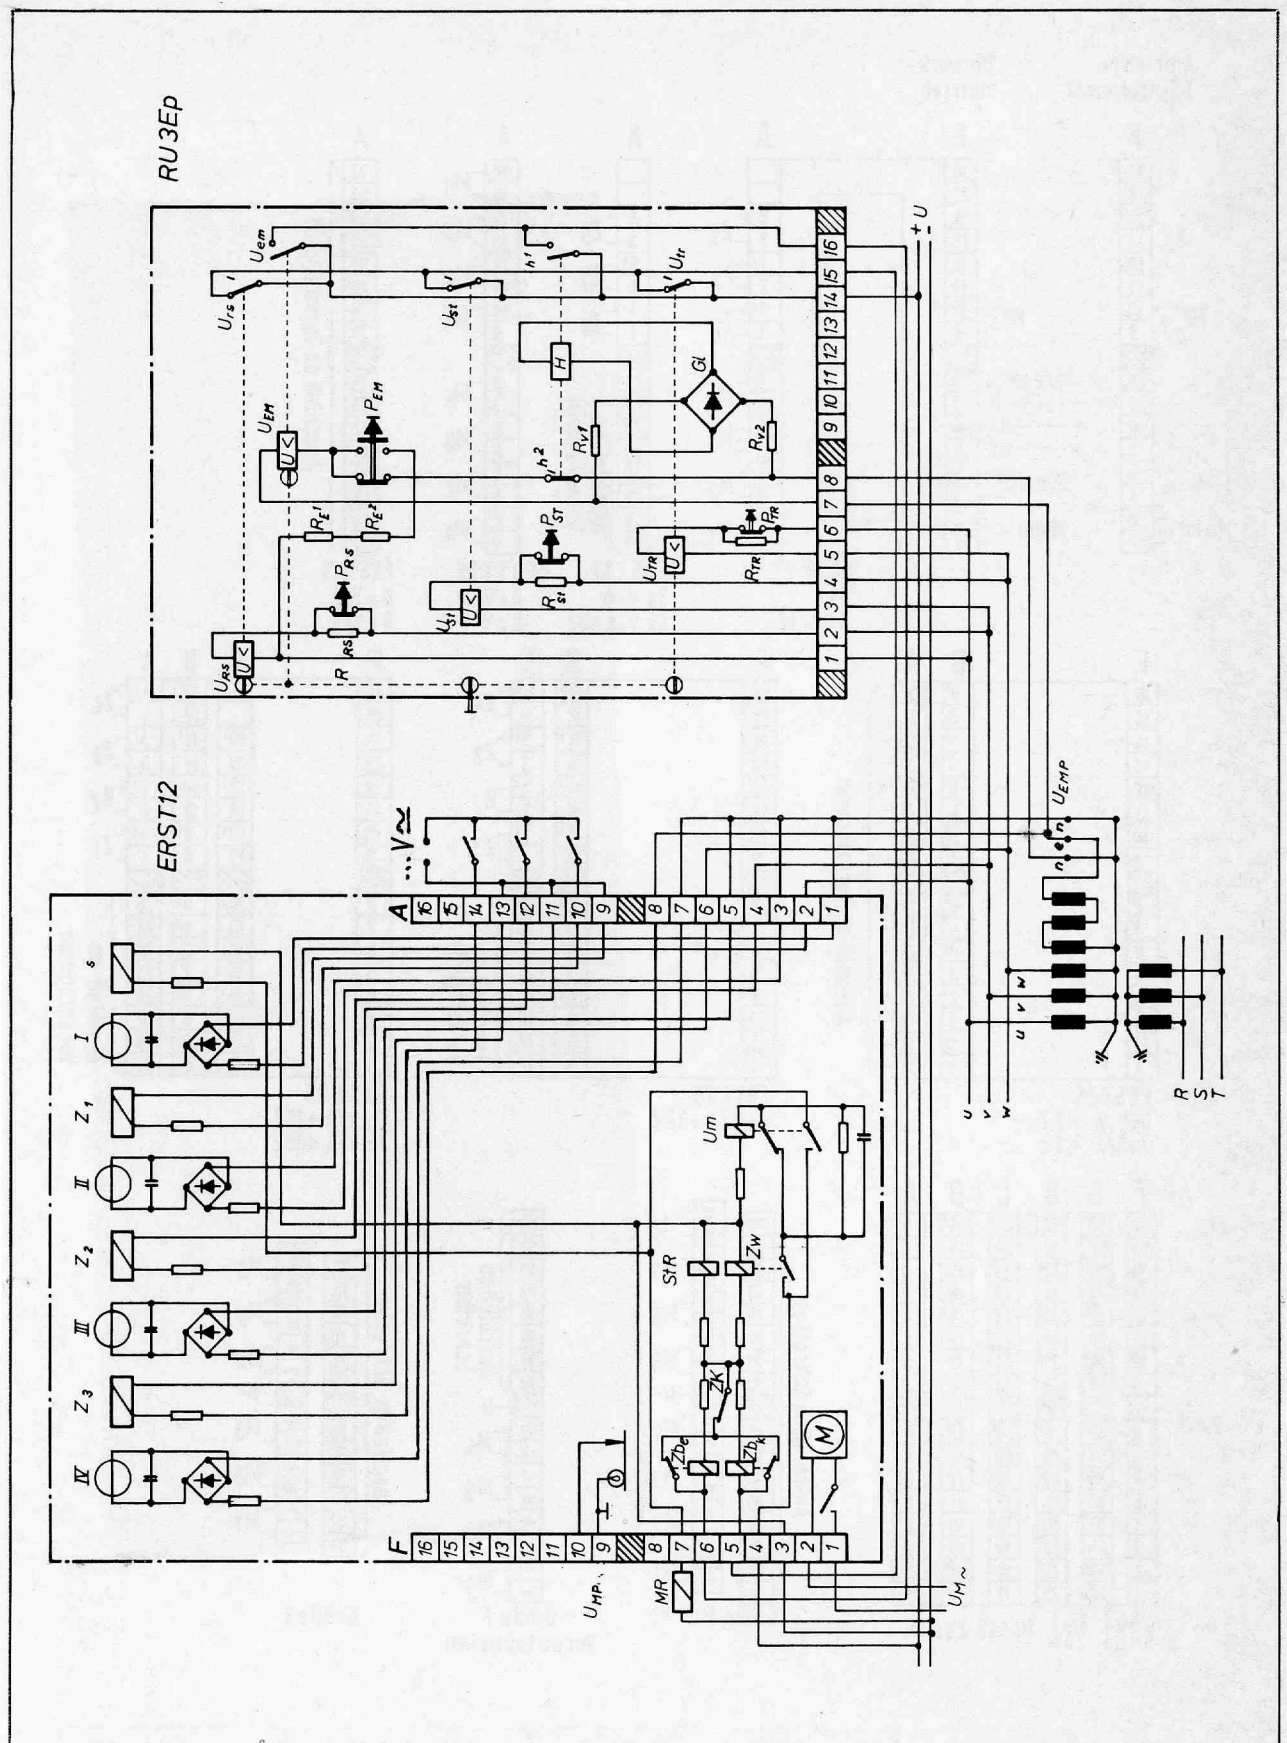 RU3Ep
U_rs
U_em
U_st
h¹
U_tr
U_EM
P_EM
H
Gl
R_v1
R_v2
h²
R_E1
R_E2
P_RS
P_ST
P_TR
U_RS
U<
U<
U<
U<
R_RS
U_St
R_St
U_TR
R_TR
1 2 3 4 5 6 7 8 9 10 11 12 13 14 15 16
+ U
-
ERST12
...V≂
A
16 15 14 13 12 11 10 9 8 7 6 5 4 3 2 1
s
I
Z1
II
Z2
III
Z3
IV
Um
StR
Zw
ZK
Zb_e
Zb_k
M
F
16 15 14 13 12 11 10 9 8 7 6 5 4 3 2 1
U_MP
MR
U_M~
U_EMP
n e n
u v w
u
v
w
R
S
T